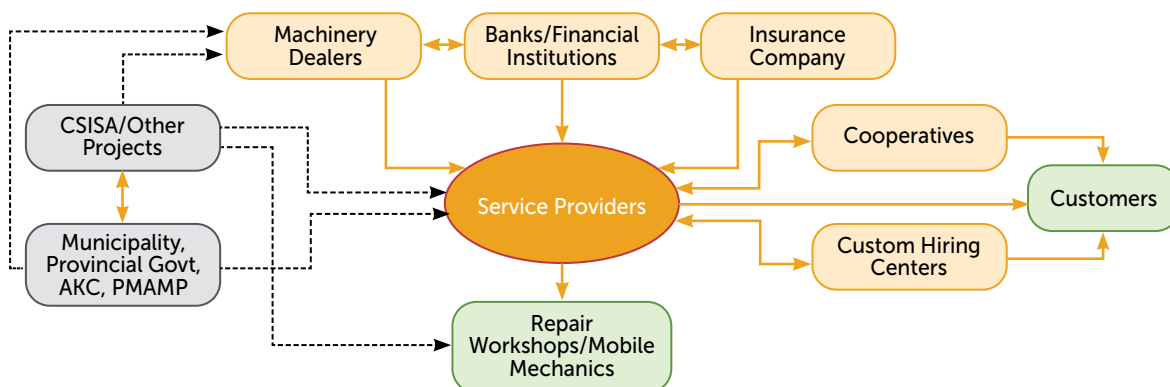 Machinery
Dealers
Banks/Financial
Institutions
Insurance
Company
CSISA/Other
Projects
Cooperatives
Service Providers
Customers
Municipality,
Provincial Govt,
AKC, PMAMP
Custom Hiring
Centers
Repair
Workshops/Mobile
Mechanics